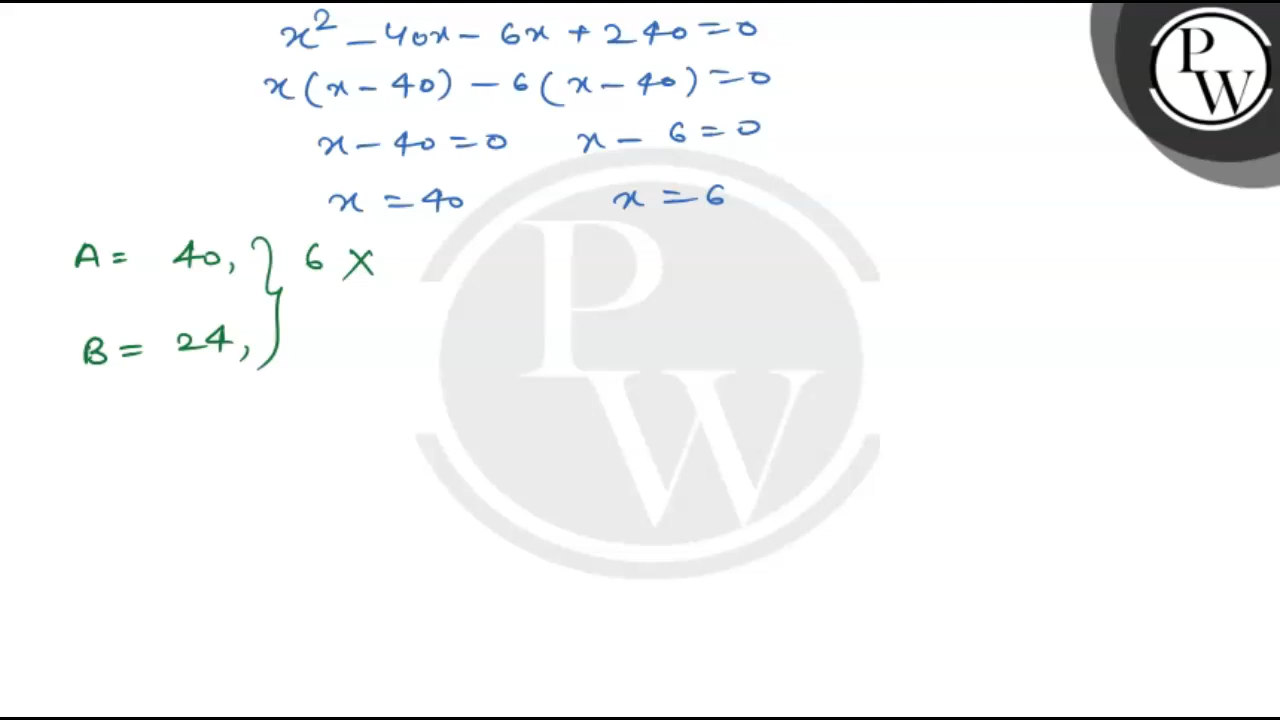 x² - 40x - 6x + 240 = 0
x(x - 40) - 6(x - 40) = 0
x - 40 = 0 x - 6 = 0
x = 40 x = 6
A = 40, } 6 X
B = 24,
PW
PW